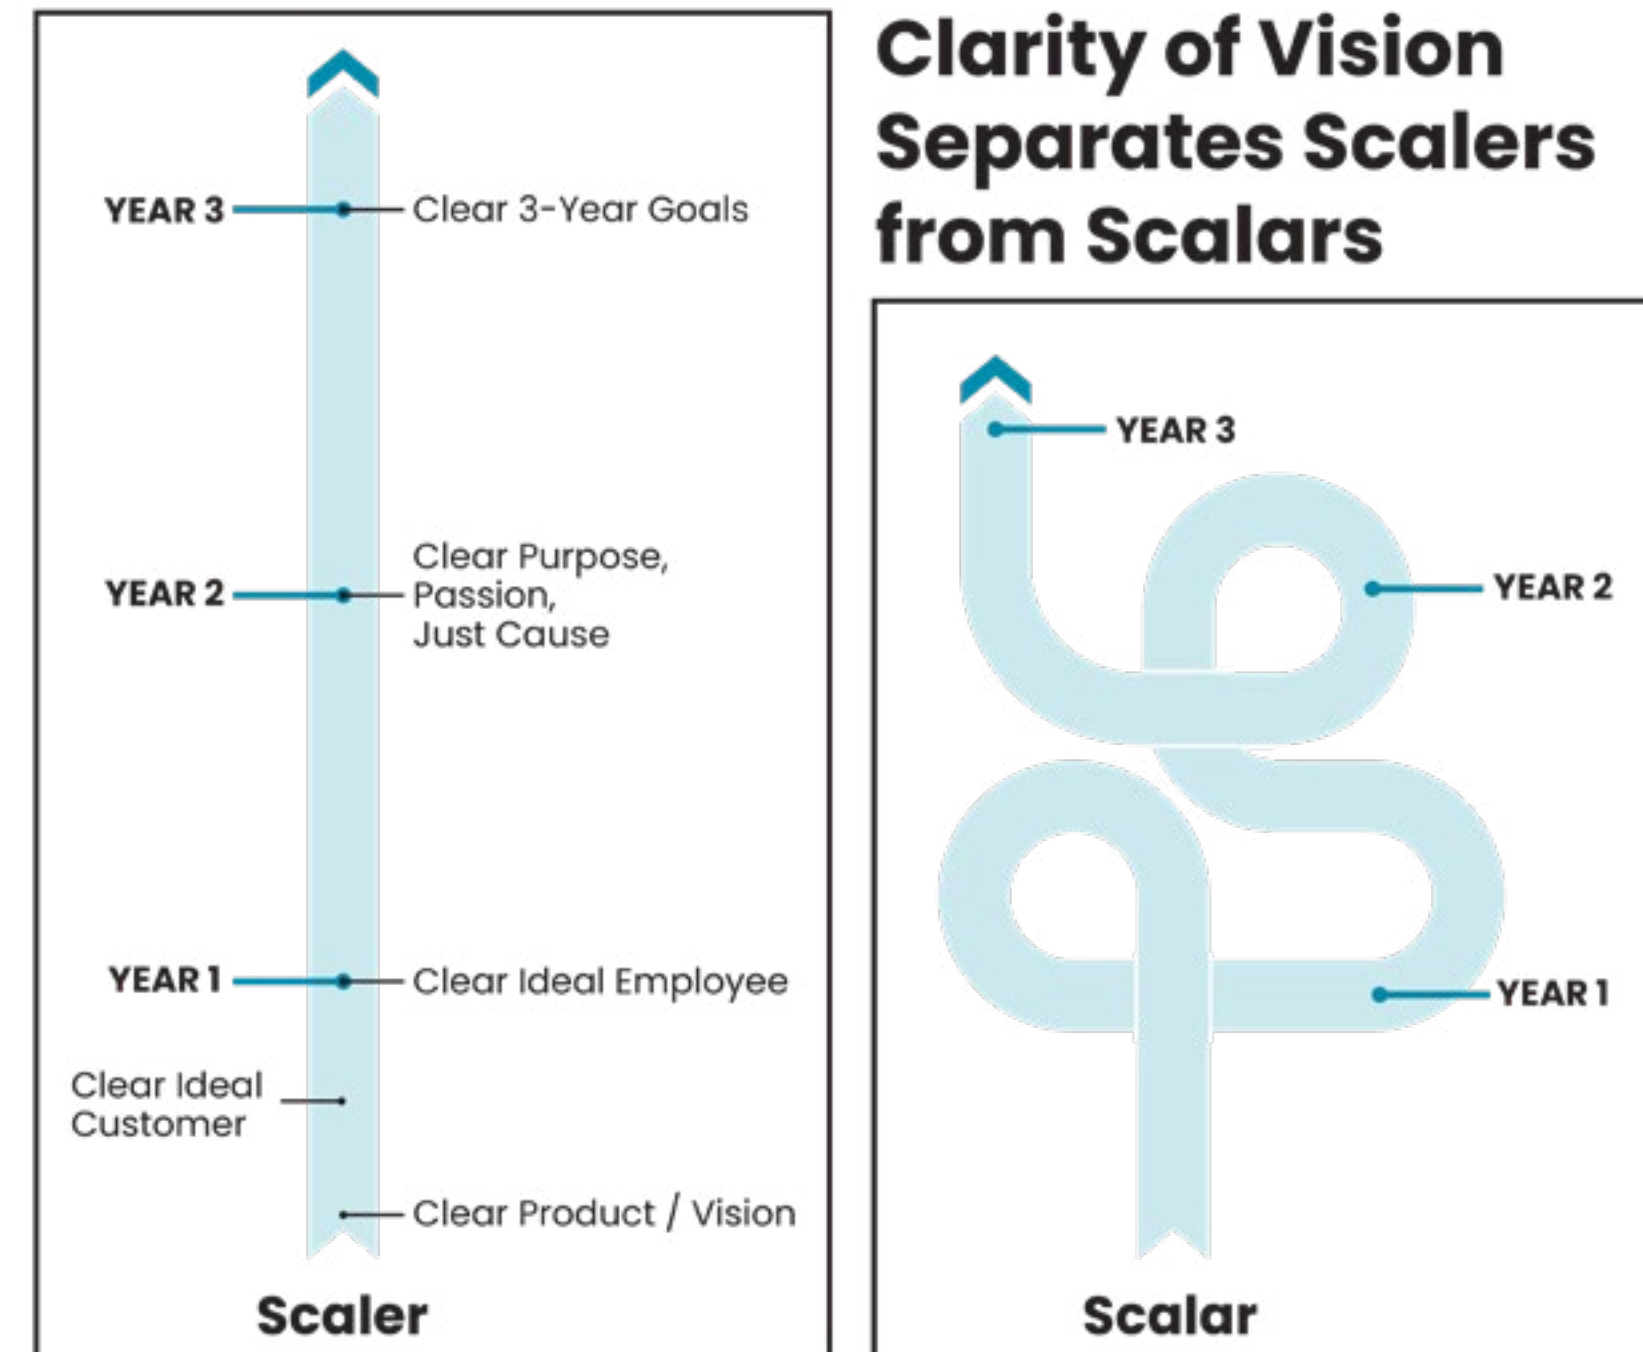 Clarity of Vision
Separates Scalers
from Scalars
YEAR 3
Clear 3-Year Goals
YEAR 2
Clear Purpose,
Passion,
Just Cause
YEAR 1
Clear Ideal Employee
Clear Ideal
Customer
Clear Product / Vision
Scaler
YEAR 3
YEAR 2
YEAR 1
Scalar